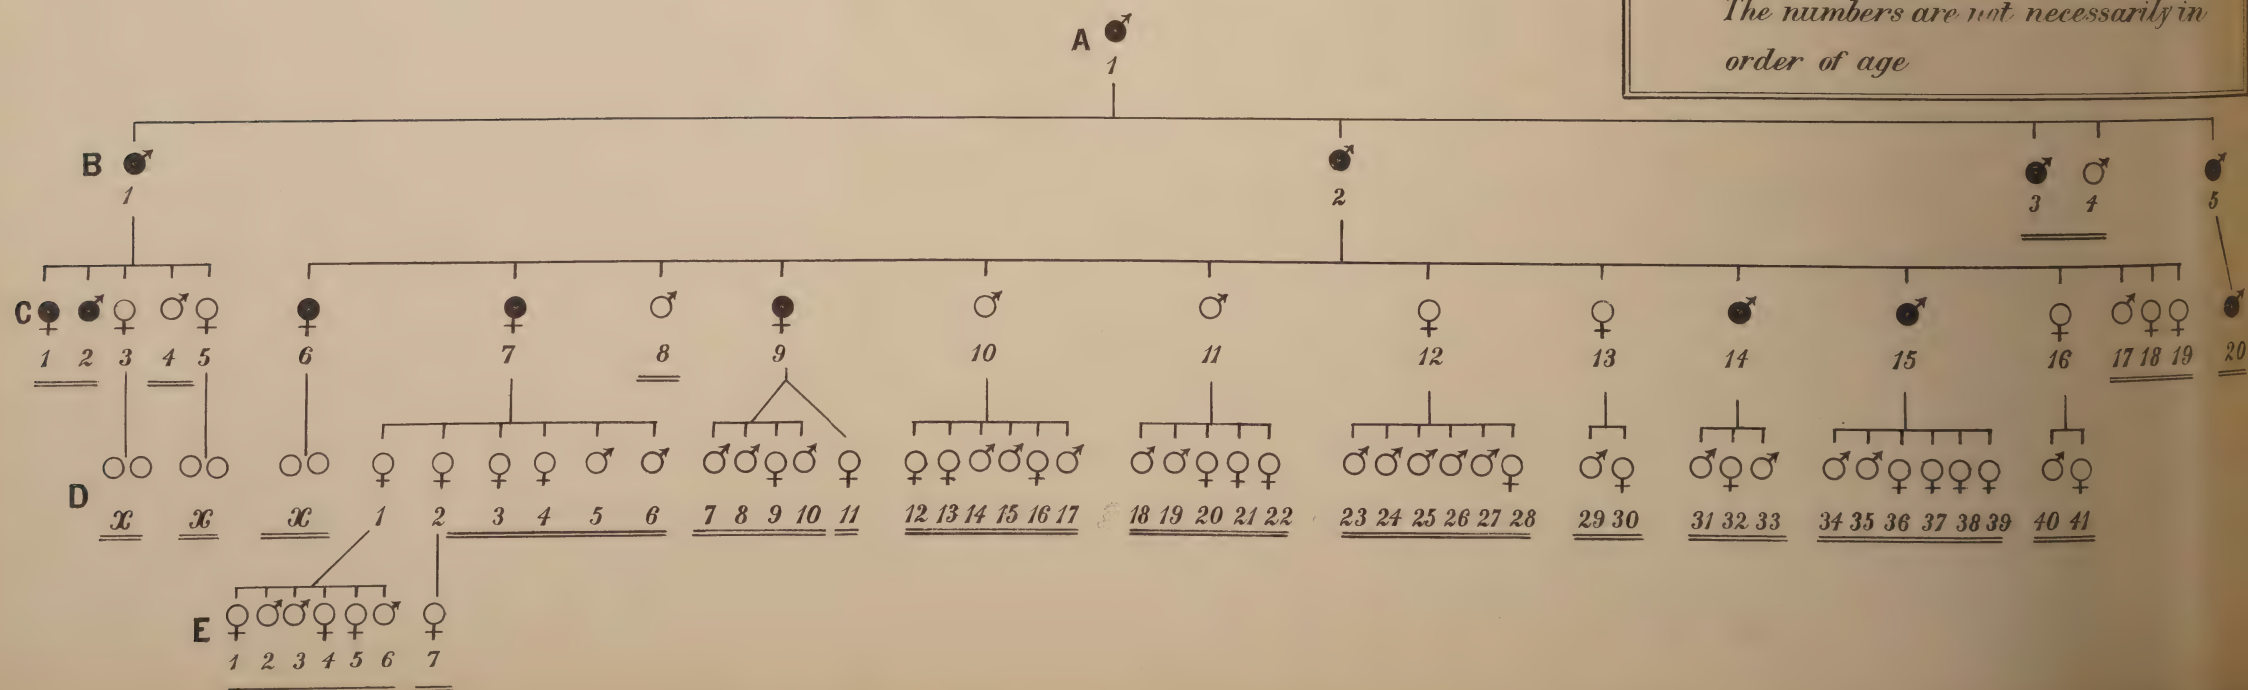 The numbers are not necessarily in
order of age
A
1
B
1 2 3 4 5
C
1 2 3 4 5 6 7 8 9 10 11 12 13 14 15 16 17 18 19 20
D
x x x 1 2 3 4 5 6 7 8 9 10 11 12 13 14 15 16 17 18 19 20 21 22 23 24 25 26 27 28 29 30 31 32 33 34 35 36 37 38 39 40 41
E
1 2 3 4 5 6 7